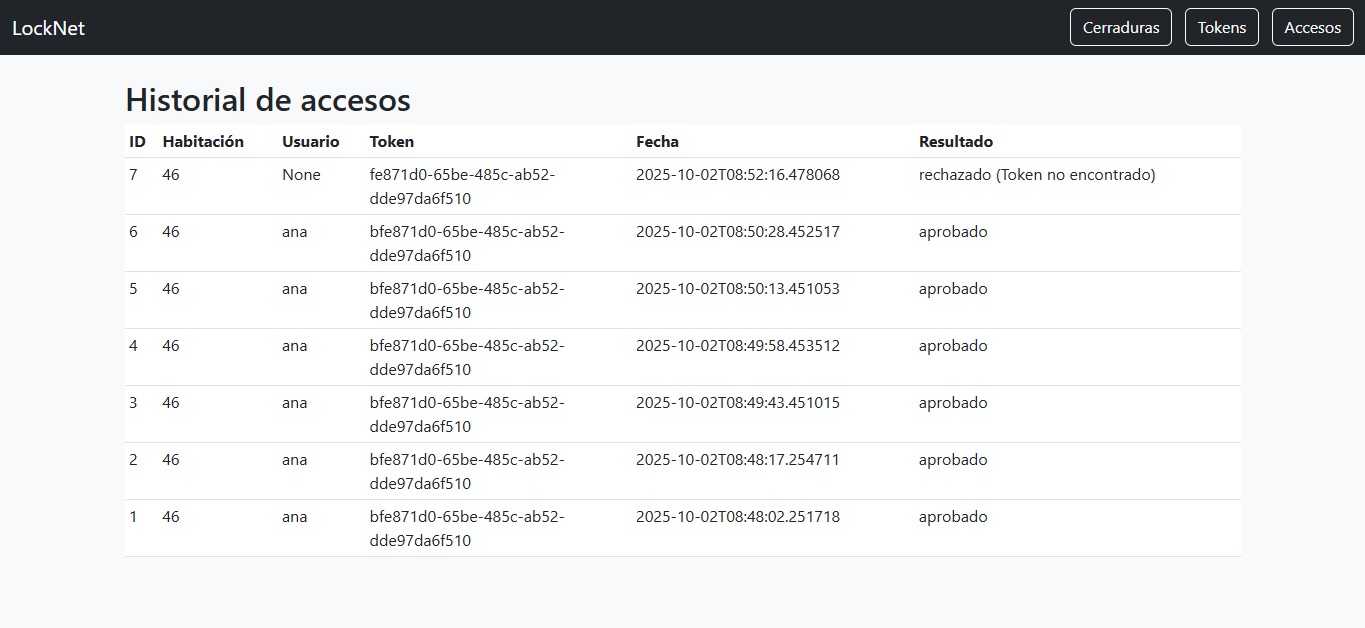 LockNet Cerraduras Tokens Accesos
Historial de accesos
ID Habitación Usuario Token Fecha Resultado
7 46 None fe871d0-65be-485c-ab52- 2025-10-02T08:52:16.478068 rechazado (Token no encontrado)
dde97da6f510
6 46 ana bfe871d0-65be-485c-ab52- 2025-10-02T08:50:28.452517 aprobado
dde97da6f510
5 46 ana bfe871d0-65be-485c-ab52- 2025-10-02T08:50:13.451053 aprobado
dde97da6f510
4 46 ana bfe871d0-65be-485c-ab52- 2025-10-02T08:49:58.453512 aprobado
dde97da6f510
3 46 ana bfe871d0-65be-485c-ab52- 2025-10-02T08:49:43.451015 aprobado
dde97da6f510
2 46 ana bfe871d0-65be-485c-ab52- 2025-10-02T08:48:17.254711 aprobado
dde97da6f510
1 46 ana bfe871d0-65be-485c-ab52- 2025-10-02T08:48:02.251718 aprobado
dde97da6f510